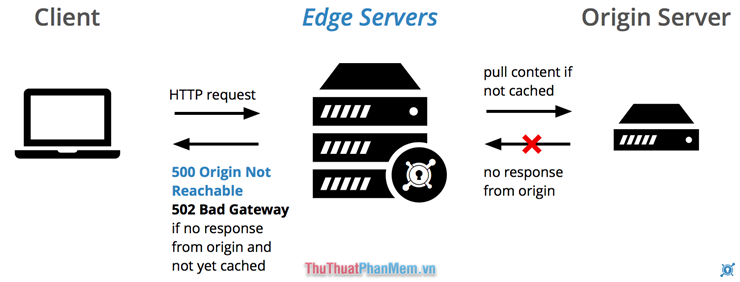 Client
Edge Servers
Origin Server
HTTP request
pull content if
not cached
500 Origin Not
Reachable
502 Bad Gateway
if no response
from origin and
not yet cached
no response
from origin
ThuThuatPhanMem.vn